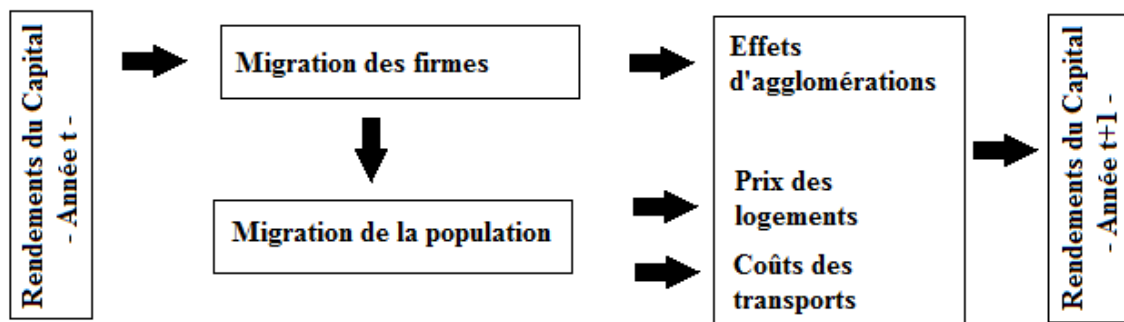 Rendements du Capital
- Année t -
Migration des firmes
Migration de la population
Effets
d'agglomérations
Prix des
logements
Coûts des
transports
Rendements du Capital
- Année t+1 -